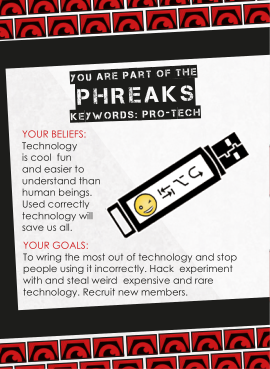 YOU ARE PART OF THE
PHREAKS
KEYWORDS: PRO-TECH
YOUR BELIEFS:
Technology
is cool fun
and easier to
understand than
human beings.
Used correctly
technology will
save us all.
YOUR GOALS:
To wring the most out of technology and stop
people using it incorrectly. Hack experiment
with and steal weird expensive and rare
technology. Recruit new members.